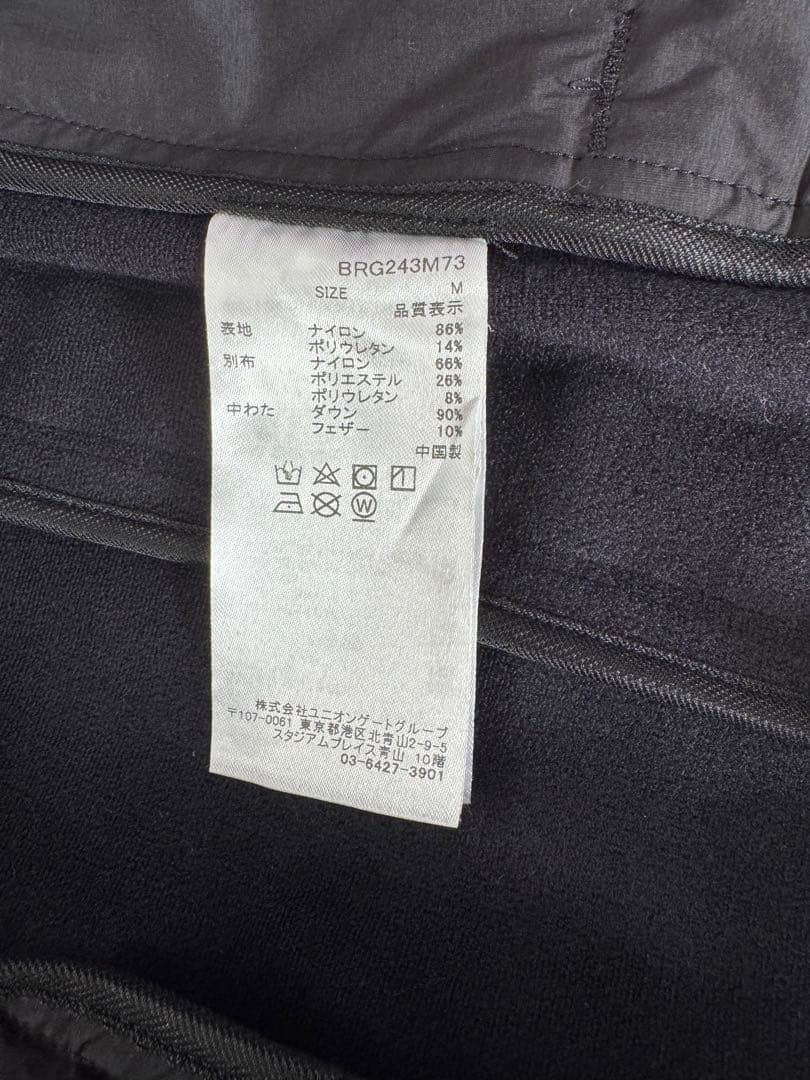 BRG243M73
SIZE M
品質表示
表地 ナイロン 86%
ポリウレタン 14%
別布 ナイロン 66%
ポリエステル 26%
ポリウレタン 8%
中わた ダウン 90%
フェザー 10%
中国製
W
株式会社ユニオンゲートグループ
〒107-0061 東京都港区北青山2-9-5
スタジアムプレイス青山 10階
03-6427-3901